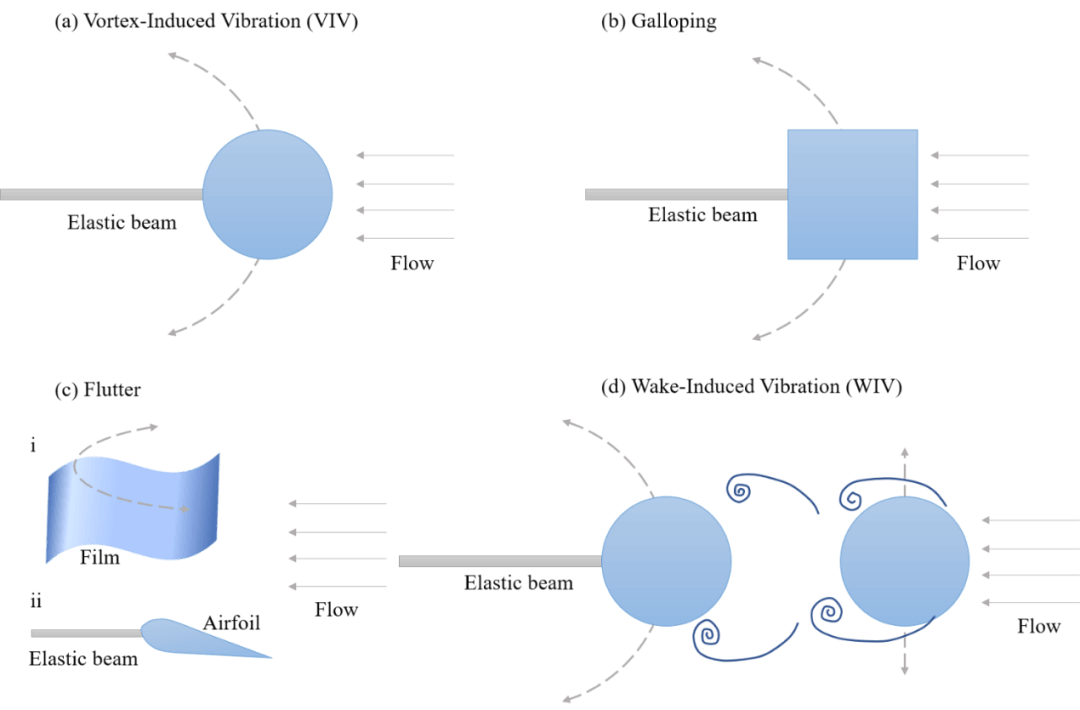 (a) Vortex-Induced Vibration (VIV)
Elastic beam
Flow
(b) Galloping
Elastic beam
Flow
(c) Flutter
i
Film
ii
Airfoil
Elastic beam
Flow
(d) Wake-Induced Vibration (WIV)
Elastic beam
Flow